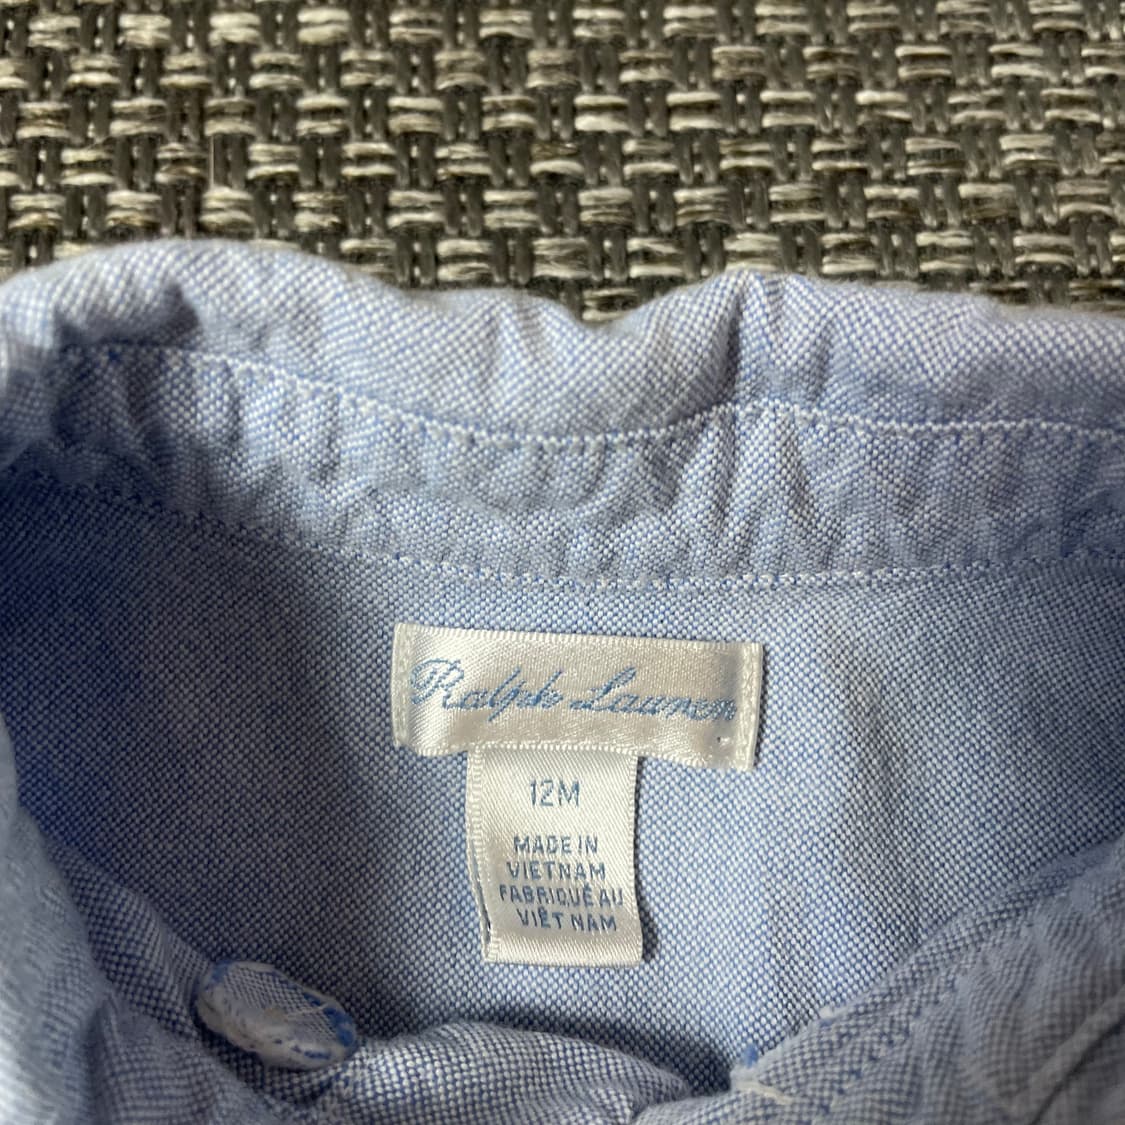 Ralph Lauren
12M
MADE IN
VIETNAM
FABRIQUÉ AU
VIÊT NAM